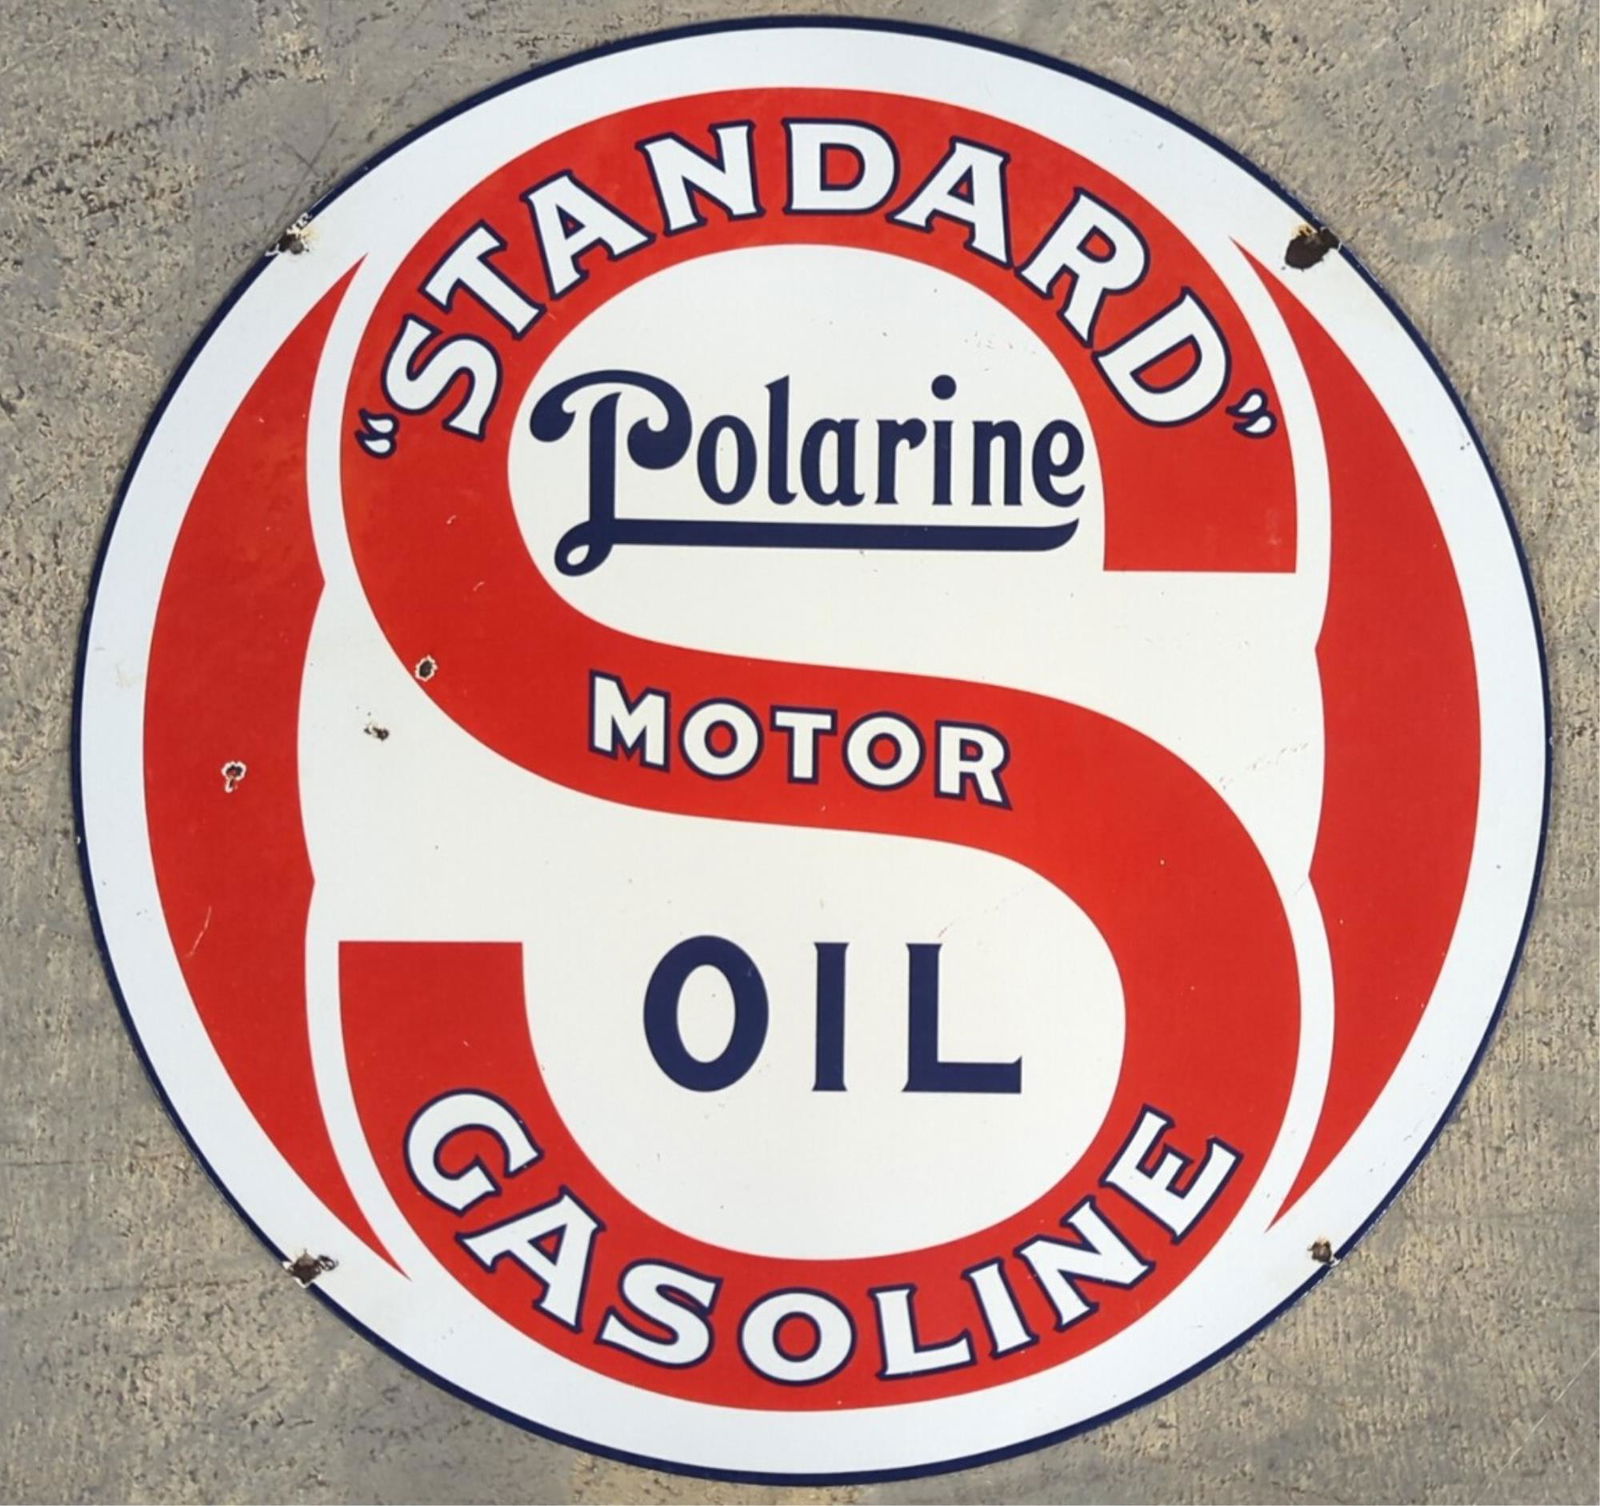 "STANDARD"
Polarine
MOTOR
OIL
GASOLINE